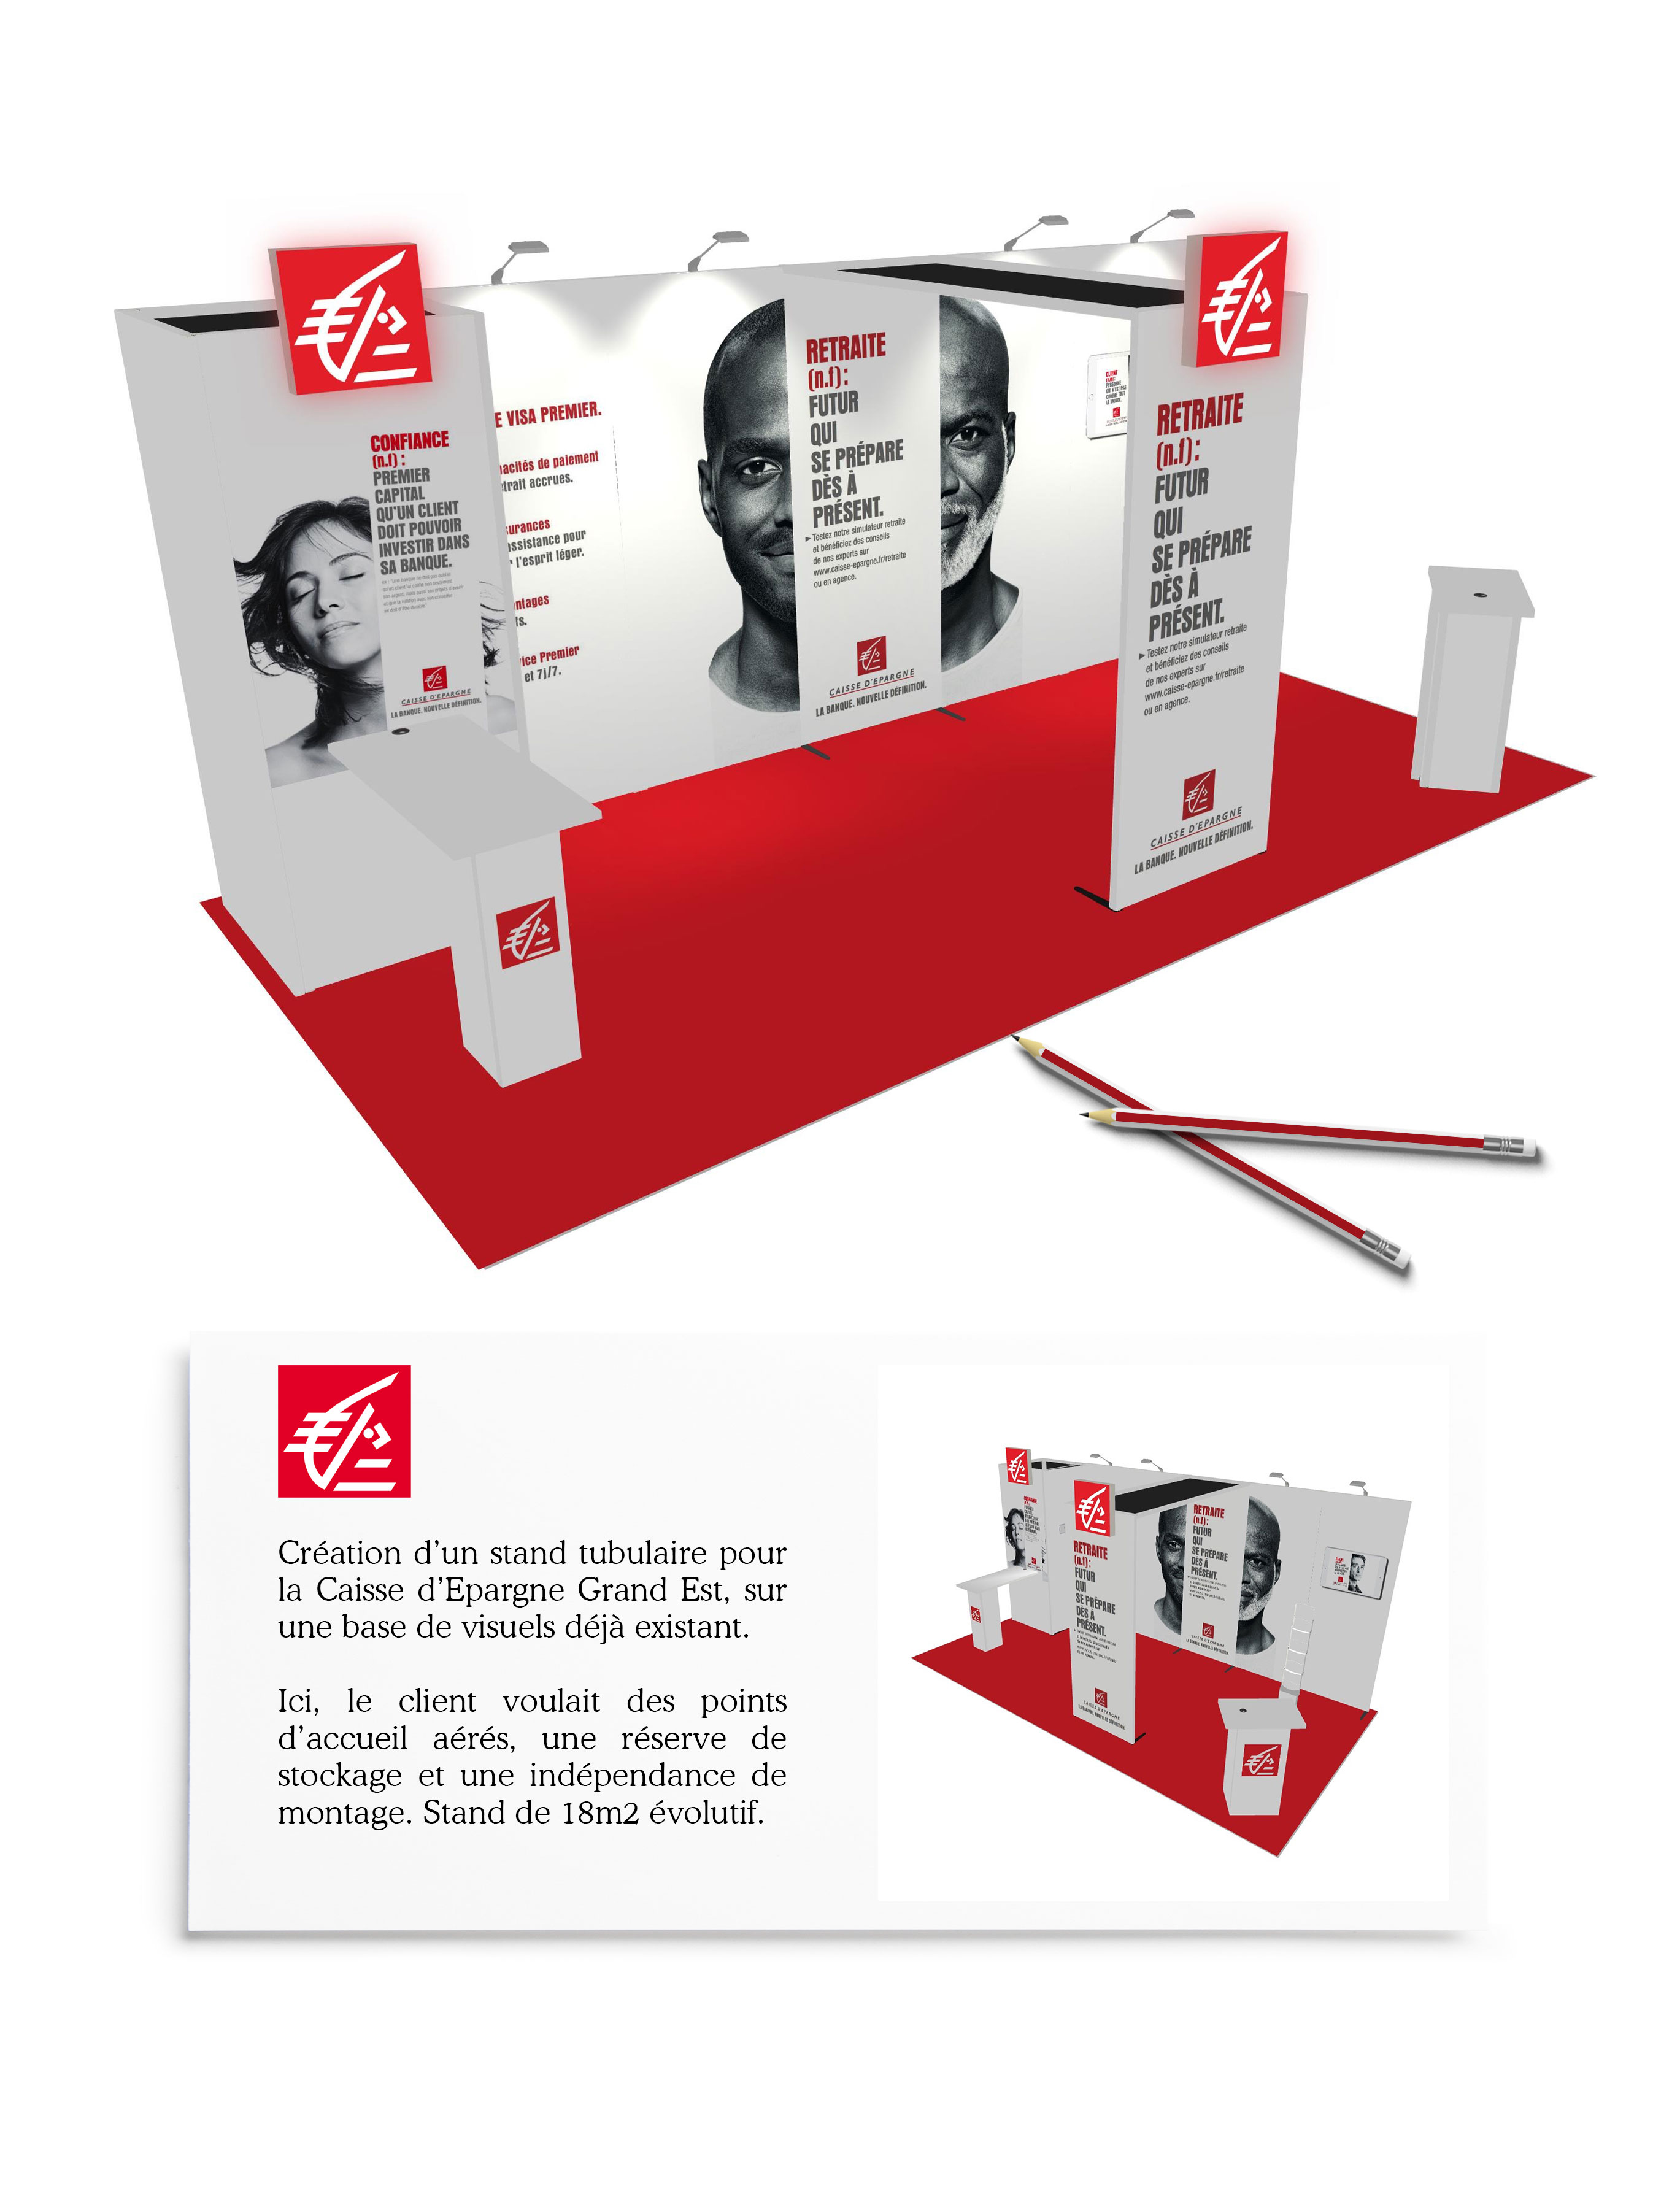 CONFIANCE
(n.f) :
PREMIER
CAPITAL
QU'UN CLIENT
DOIT POUVOIR
INVESTIR DANS
SA BANQUE.
CAISSE D'EPARGNE
LA BANQUE. NOUVELLE DÉFINITION.
E VISA PREMIER.
acités de paiement
trait accrues.
urances
ssistance pour
l'esprit léger.
ntages
ls.
vice Premier
et 7j/7.
RETRAITE
(n.f) :
FUTUR
QUI
SE PRÉPARE
DÈS À
PRÉSENT.
►Testez notre simulateur retraite
et bénéficiez des conseils
de nos experts sur
www.caisse-epargne.fr/retraite
ou en agence.
CAISSE D'EPARGNE
LA BANQUE. NOUVELLE DÉFINITION.
CLIENT
RETRAITE
(n.f) :
FUTUR
QUI
SE PRÉPARE
DÈS À
PRÉSENT.
►Testez notre simulateur retraite
et bénéficiez des conseils
de nos experts sur
www.caisse-epargne.fr/retraite
ou en agence.
CAISSE D'EPARGNE
LA BANQUE. NOUVELLE DÉFINITION.
Création d'un stand tubulaire pour
la Caisse d'Epargne Grand Est, sur
une base de visuels déjà existant.
Ici, le client voulait des points
d'accueil aérés, une réserve de
stockage et une indépendance de
montage. Stand de 18m2 évolutif.
RETRAITE
(n.f) :
FUTUR
QUI
SE PRÉPARE
DÈS À
PRÉSENT.
RETRAITE
(n.f) :
FUTUR
QUI
SE PRÉPARE
DÈS À
PRÉSENT.